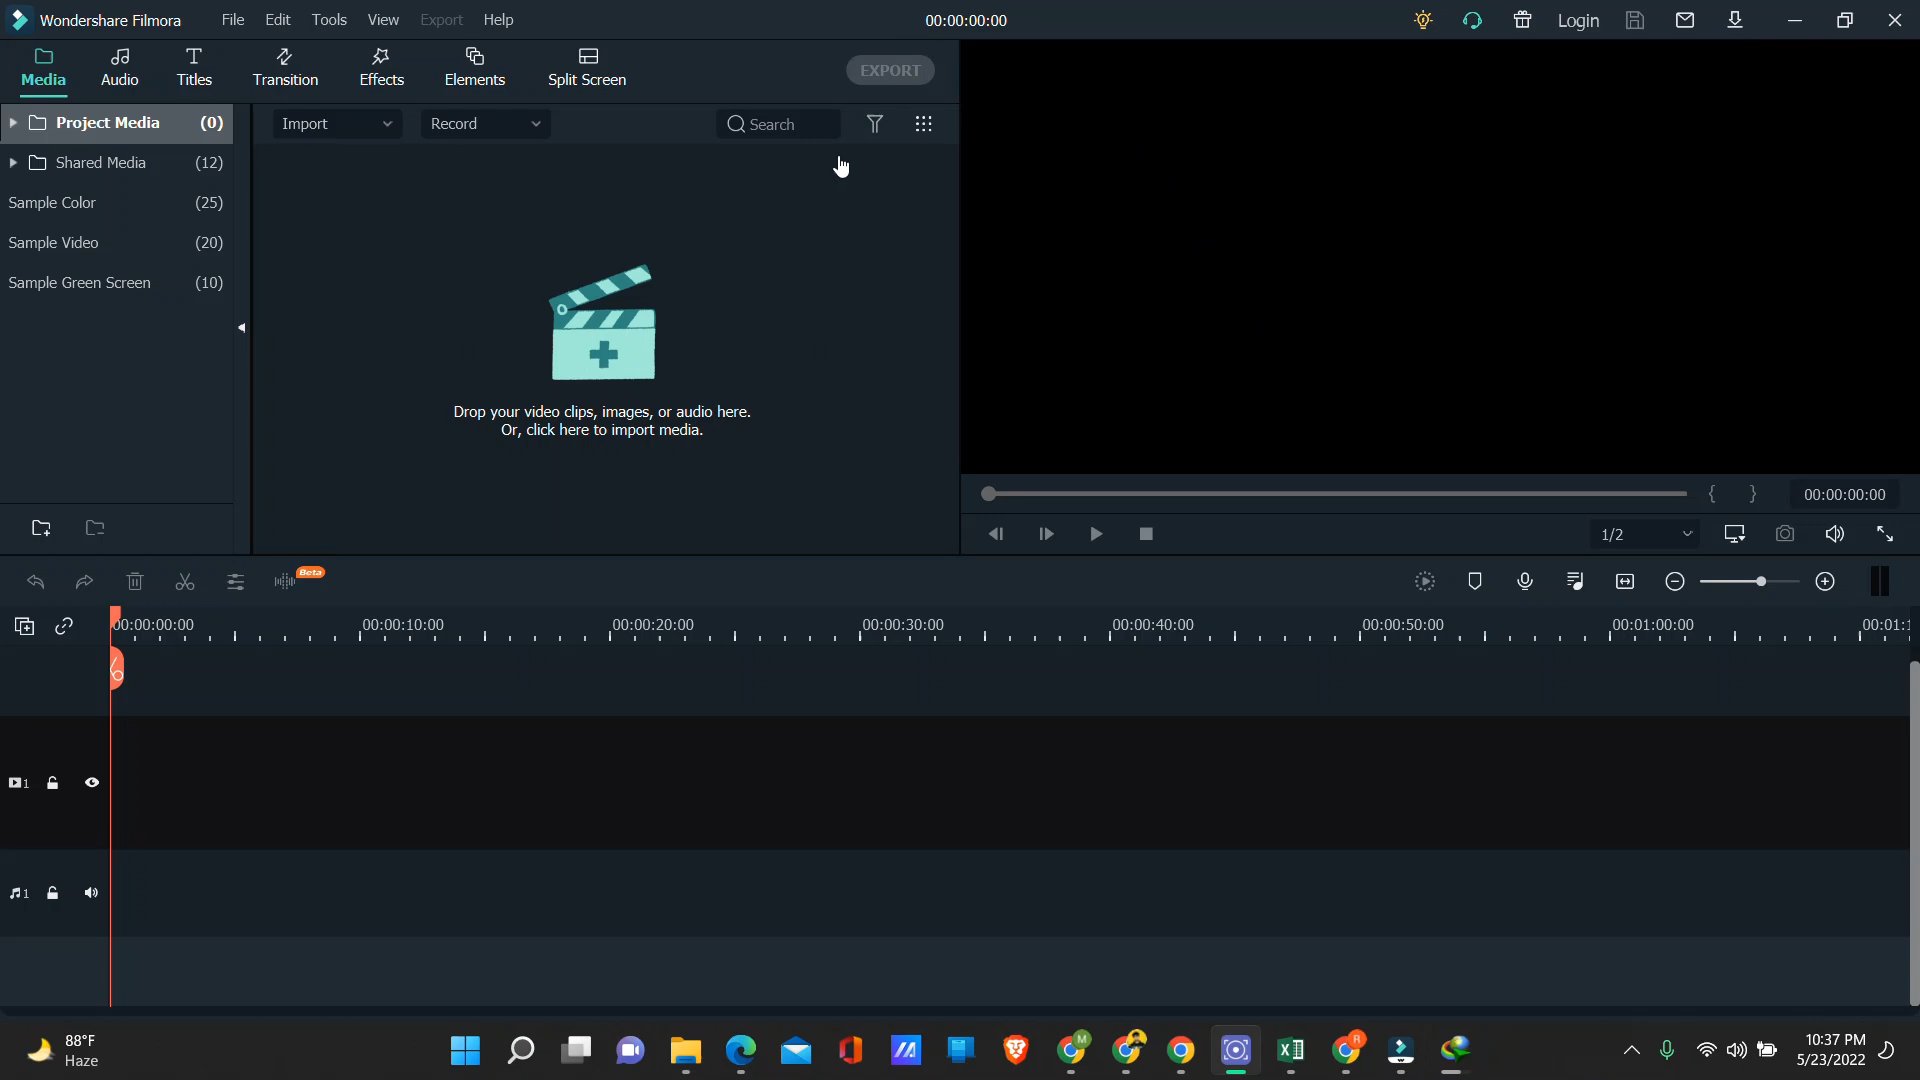 Wondershare Filmora File Edit Tools View Export Help 00:00:00:00 Login
Media Audio Titles Transition Effects Elements Split Screen EXPORT
Project Media (0) Import Record Search
Shared Media (12)
Sample Color (25)
Sample Video (20)
Sample Green Screen (10)
Drop your video clips, images, or audio here.
Or, click here to import media.
{ } 00:00:00:00
1/2
Beta
00:00:00:00 00:00:10:00 00:00:20:00 00:00:30:00 00:00:40:00 00:00:50:00 00:01:00:00 00:01:1
1
1
88°F
Haze
M
R
10:37 PM
5/23/2022